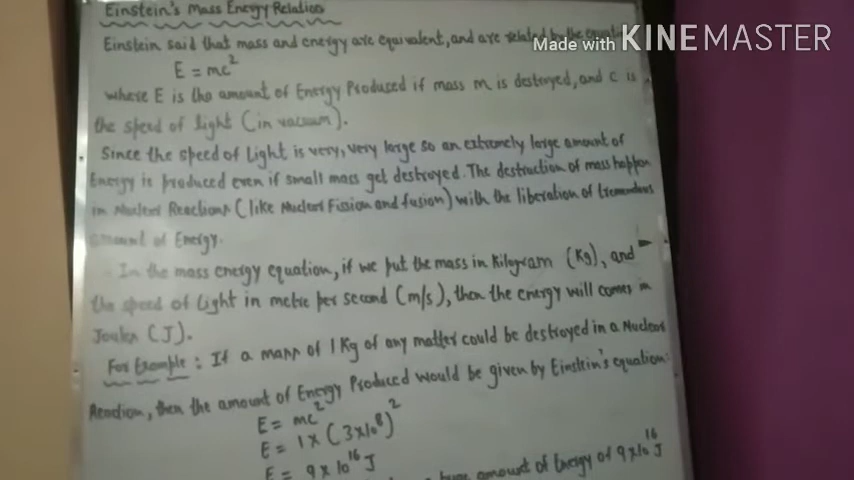 Einstein's Mass Energy Relation
Made with KINEMASTER
Einstein said that mass and energy are equivalent, and are related by the
E = mc²
where E is the amount of Energy Produced if mass m is destroyed, and c is
the speed of light (in vacuum).
Since the speed of Light is very, very large so an extremely large amount of
Energy is produced even if small mass get destroyed. The destruction of mass happen
in Nuclear Reactions (like Nuclear Fission and fusion) with the liberation of tremendous
amount of Energy.
In the mass energy equation, if we put the mass in Kilogram (Kg), and
the speed of light in metre per second (m/s), then the energy will comes in
Joules (J).
For Example : If a mass of 1 Kg of any matter could be destroyed in a Nuclear
Reaction, then the amount of Energy Produced would be given by Einstein's equation:
E = mc²
E = 1 × (3×10⁸)²
E = 9 × 10¹⁶ J
amount of Energy of 9×10¹⁶ J